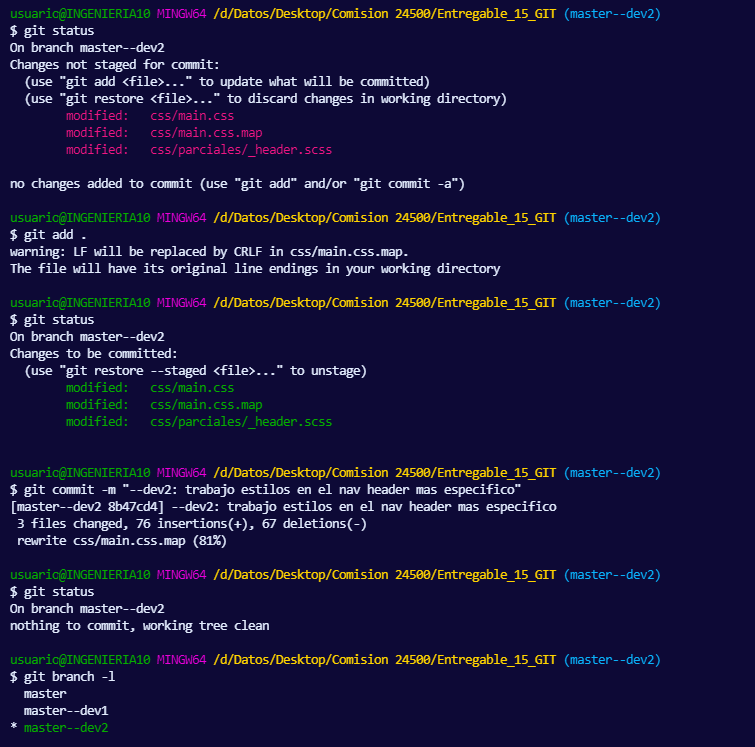 usuario@INGENIERIA10 MINGW64 /d/Datos/Desktop/Comision 24500/Entregable_15_GIT (master--dev2)
$ git status
On branch master--dev2
Changes not staged for commit:
  (use "git add <file>..." to update what will be committed)
  (use "git restore <file>..." to discard changes in working directory)
        modified:   css/main.css
        modified:   css/main.css.map
        modified:   css/parciales/_header.scss

no changes added to commit (use "git add" and/or "git commit -a")

usuario@INGENIERIA10 MINGW64 /d/Datos/Desktop/Comision 24500/Entregable_15_GIT (master--dev2)
$ git add .
warning: LF will be replaced by CRLF in css/main.css.map.
The file will have its original line endings in your working directory

usuario@INGENIERIA10 MINGW64 /d/Datos/Desktop/Comision 24500/Entregable_15_GIT (master--dev2)
$ git status
On branch master--dev2
Changes to be committed:
  (use "git restore --staged <file>..." to unstage)
        modified:   css/main.css
        modified:   css/main.css.map
        modified:   css/parciales/_header.scss


usuario@INGENIERIA10 MINGW64 /d/Datos/Desktop/Comision 24500/Entregable_15_GIT (master--dev2)
$ git commit -m "--dev2: trabajo estilos en el nav header mas especifico"
[master--dev2 8b47cd4] --dev2: trabajo estilos en el nav header mas especifico
 3 files changed, 76 insertions(+), 67 deletions(-)
 rewrite css/main.css.map (81%)

usuario@INGENIERIA10 MINGW64 /d/Datos/Desktop/Comision 24500/Entregable_15_GIT (master--dev2)
$ git status
On branch master--dev2
nothing to commit, working tree clean

usuario@INGENIERIA10 MINGW64 /d/Datos/Desktop/Comision 24500/Entregable_15_GIT (master--dev2)
$ git branch -l
  master
  master--dev1
* master--dev2